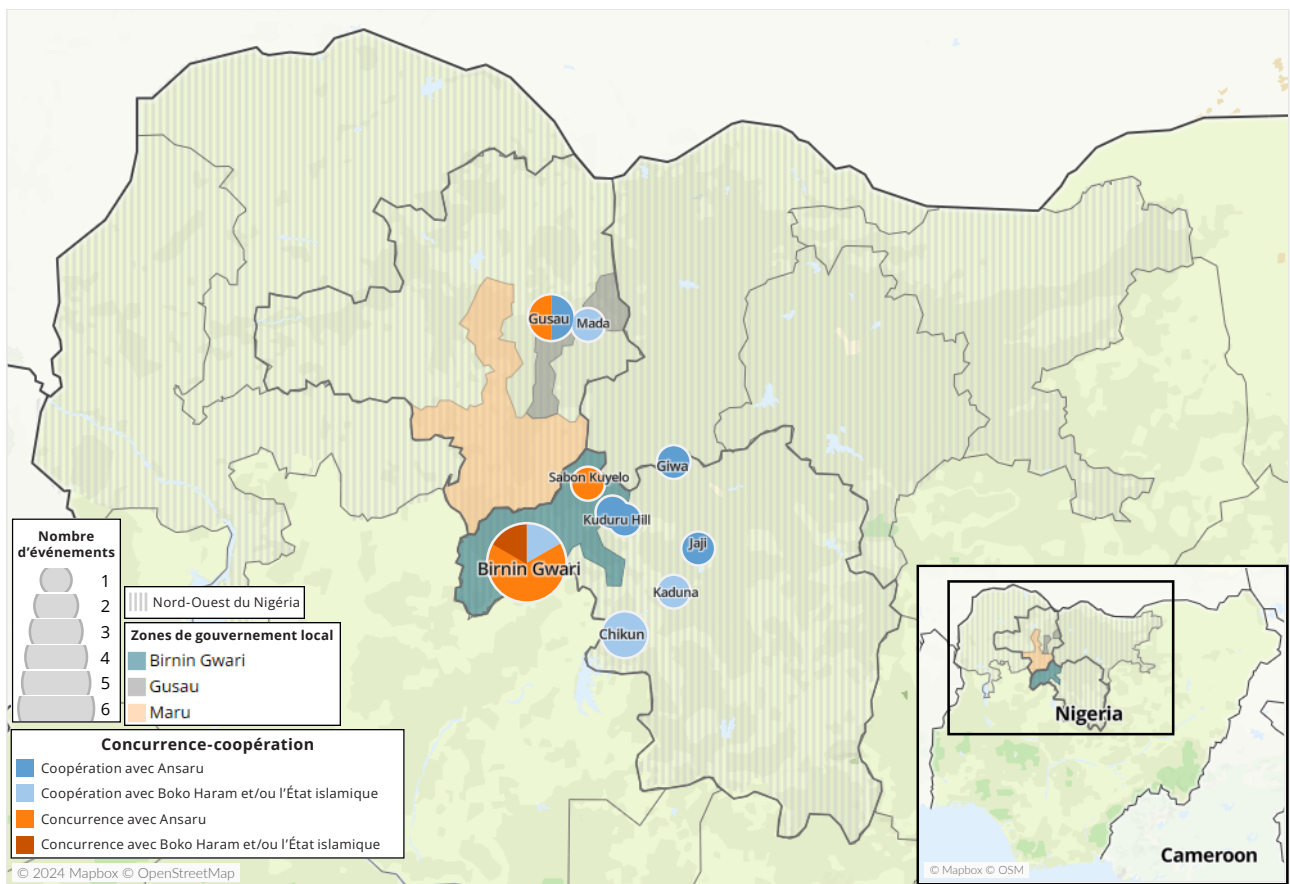 Gusau
Mada
Giwa
Sabon Kuyelo
Kuduru Hill
Jaji
Birnin Gwari
Kaduna
Chikun
Nombre
d’événements
1
2
3
4
5
6
Nord-Ouest du Nigéria
Zones de gouvernement local
Birnin Gwari
Gusau
Maru
Concurrence-coopération
Coopération avec Ansaru
Coopération avec Boko Haram et/ou l’État islamique
Concurrence avec Ansaru
Concurrence avec Boko Haram et/ou l’État islamique
© 2024 Mapbox © OpenStreetMap
Nigeria
Cameroon
© Mapbox © OSM